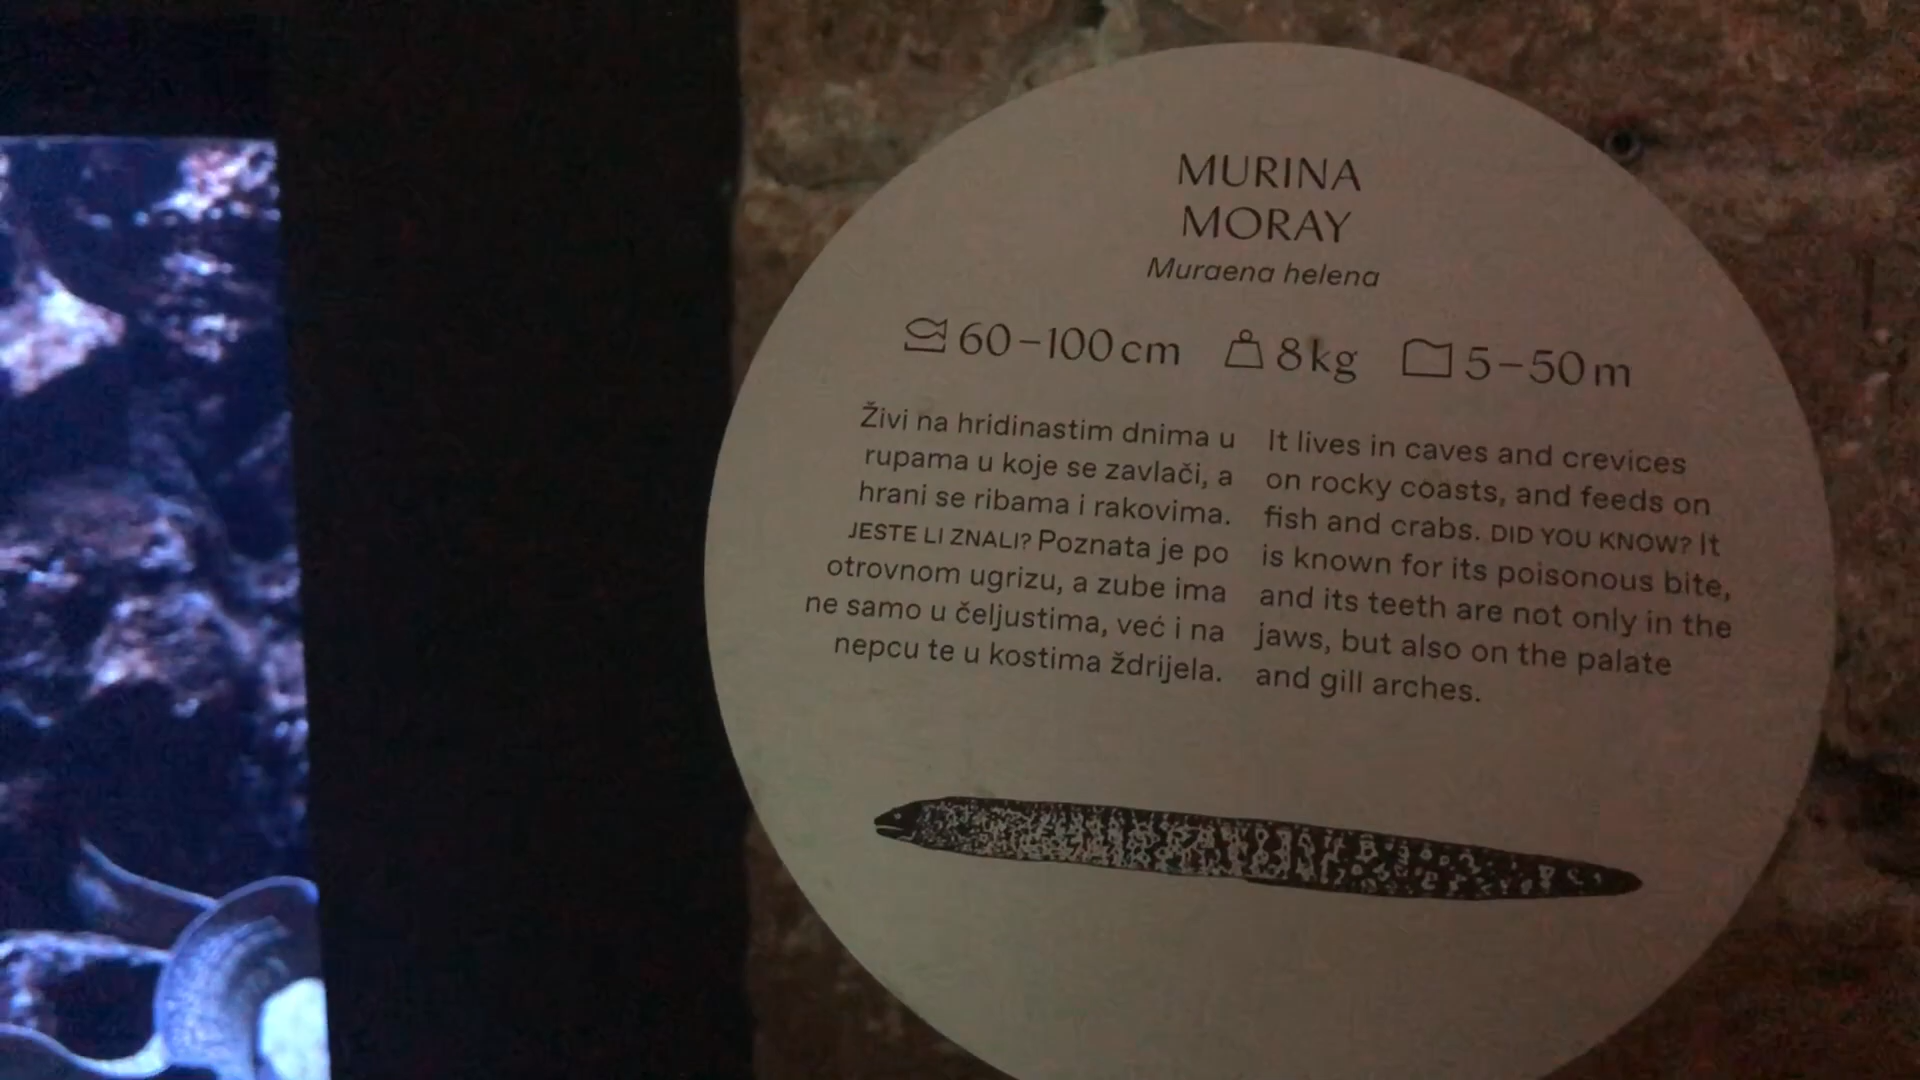 MURINA
MORAY
Muraena helena
60–100 cm 8 kg 5–50 m
Živi na hridinastim dnima u
rupama u koje se zavlači, a
hrani se ribama i rakovima.
JESTE LI ZNALI? Poznata je po
otrovnom ugrizu, a zube ima
ne samo u čeljustima, već i na
nepcu te u kostima ždrijela.
It lives in caves and crevices
on rocky coasts, and feeds on
fish and crabs. DID YOU KNOW? It
is known for its poisonous bite,
and its teeth are not only in the
jaws, but also on the palate
and gill arches.